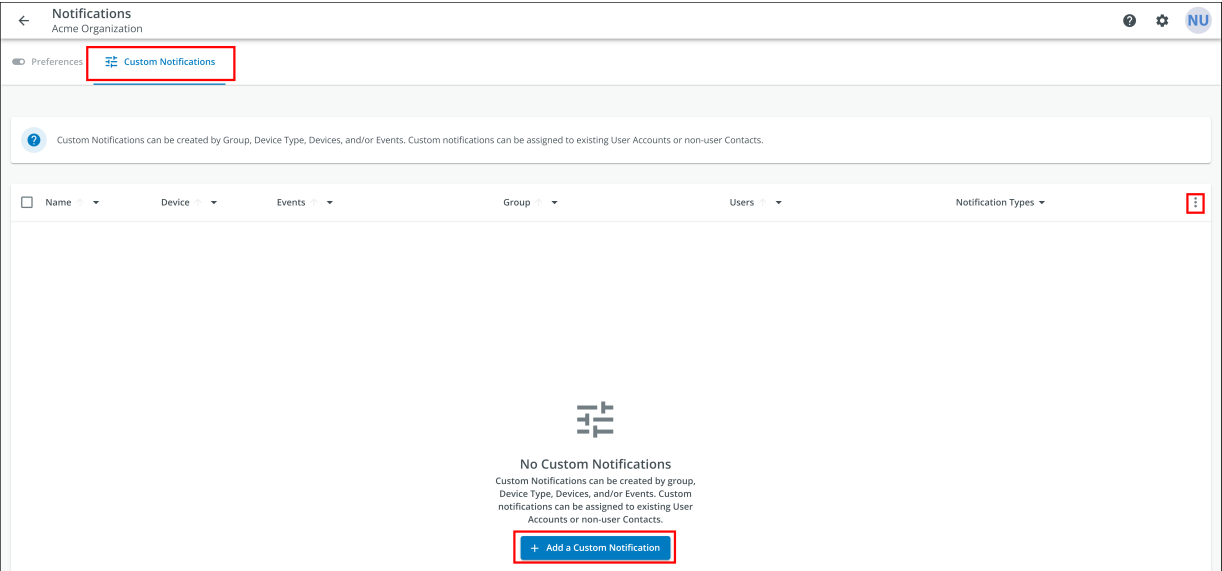 Notifications
Acme Organization
NU
Preferences
Custom Notifications
Custom Notifications can be created by Group, Device Type, Devices, and/or Events. Custom notifications can be assigned to existing User Accounts or non-user Contacts.
Name Device Events Group Users Notification Types
No Custom Notifications
Custom Notifications can be created by group,
Device Type, Devices, and/or Events. Custom
notifications can be assigned to existing User
Accounts or non-user Contacts.
+ Add a Custom Notification